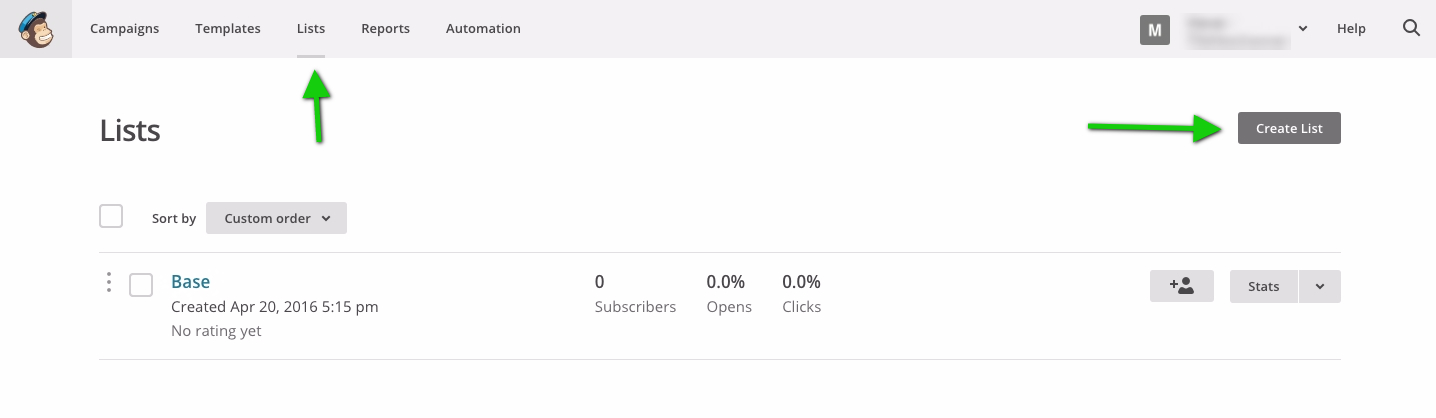 Campaigns Templates Lists Reports Automation M Help
Lists
Create List
Sort by Custom order
Base 0 0.0% 0.0% Stats
Created Apr 20, 2016 5:15 pm Subscribers Opens Clicks
No rating yet